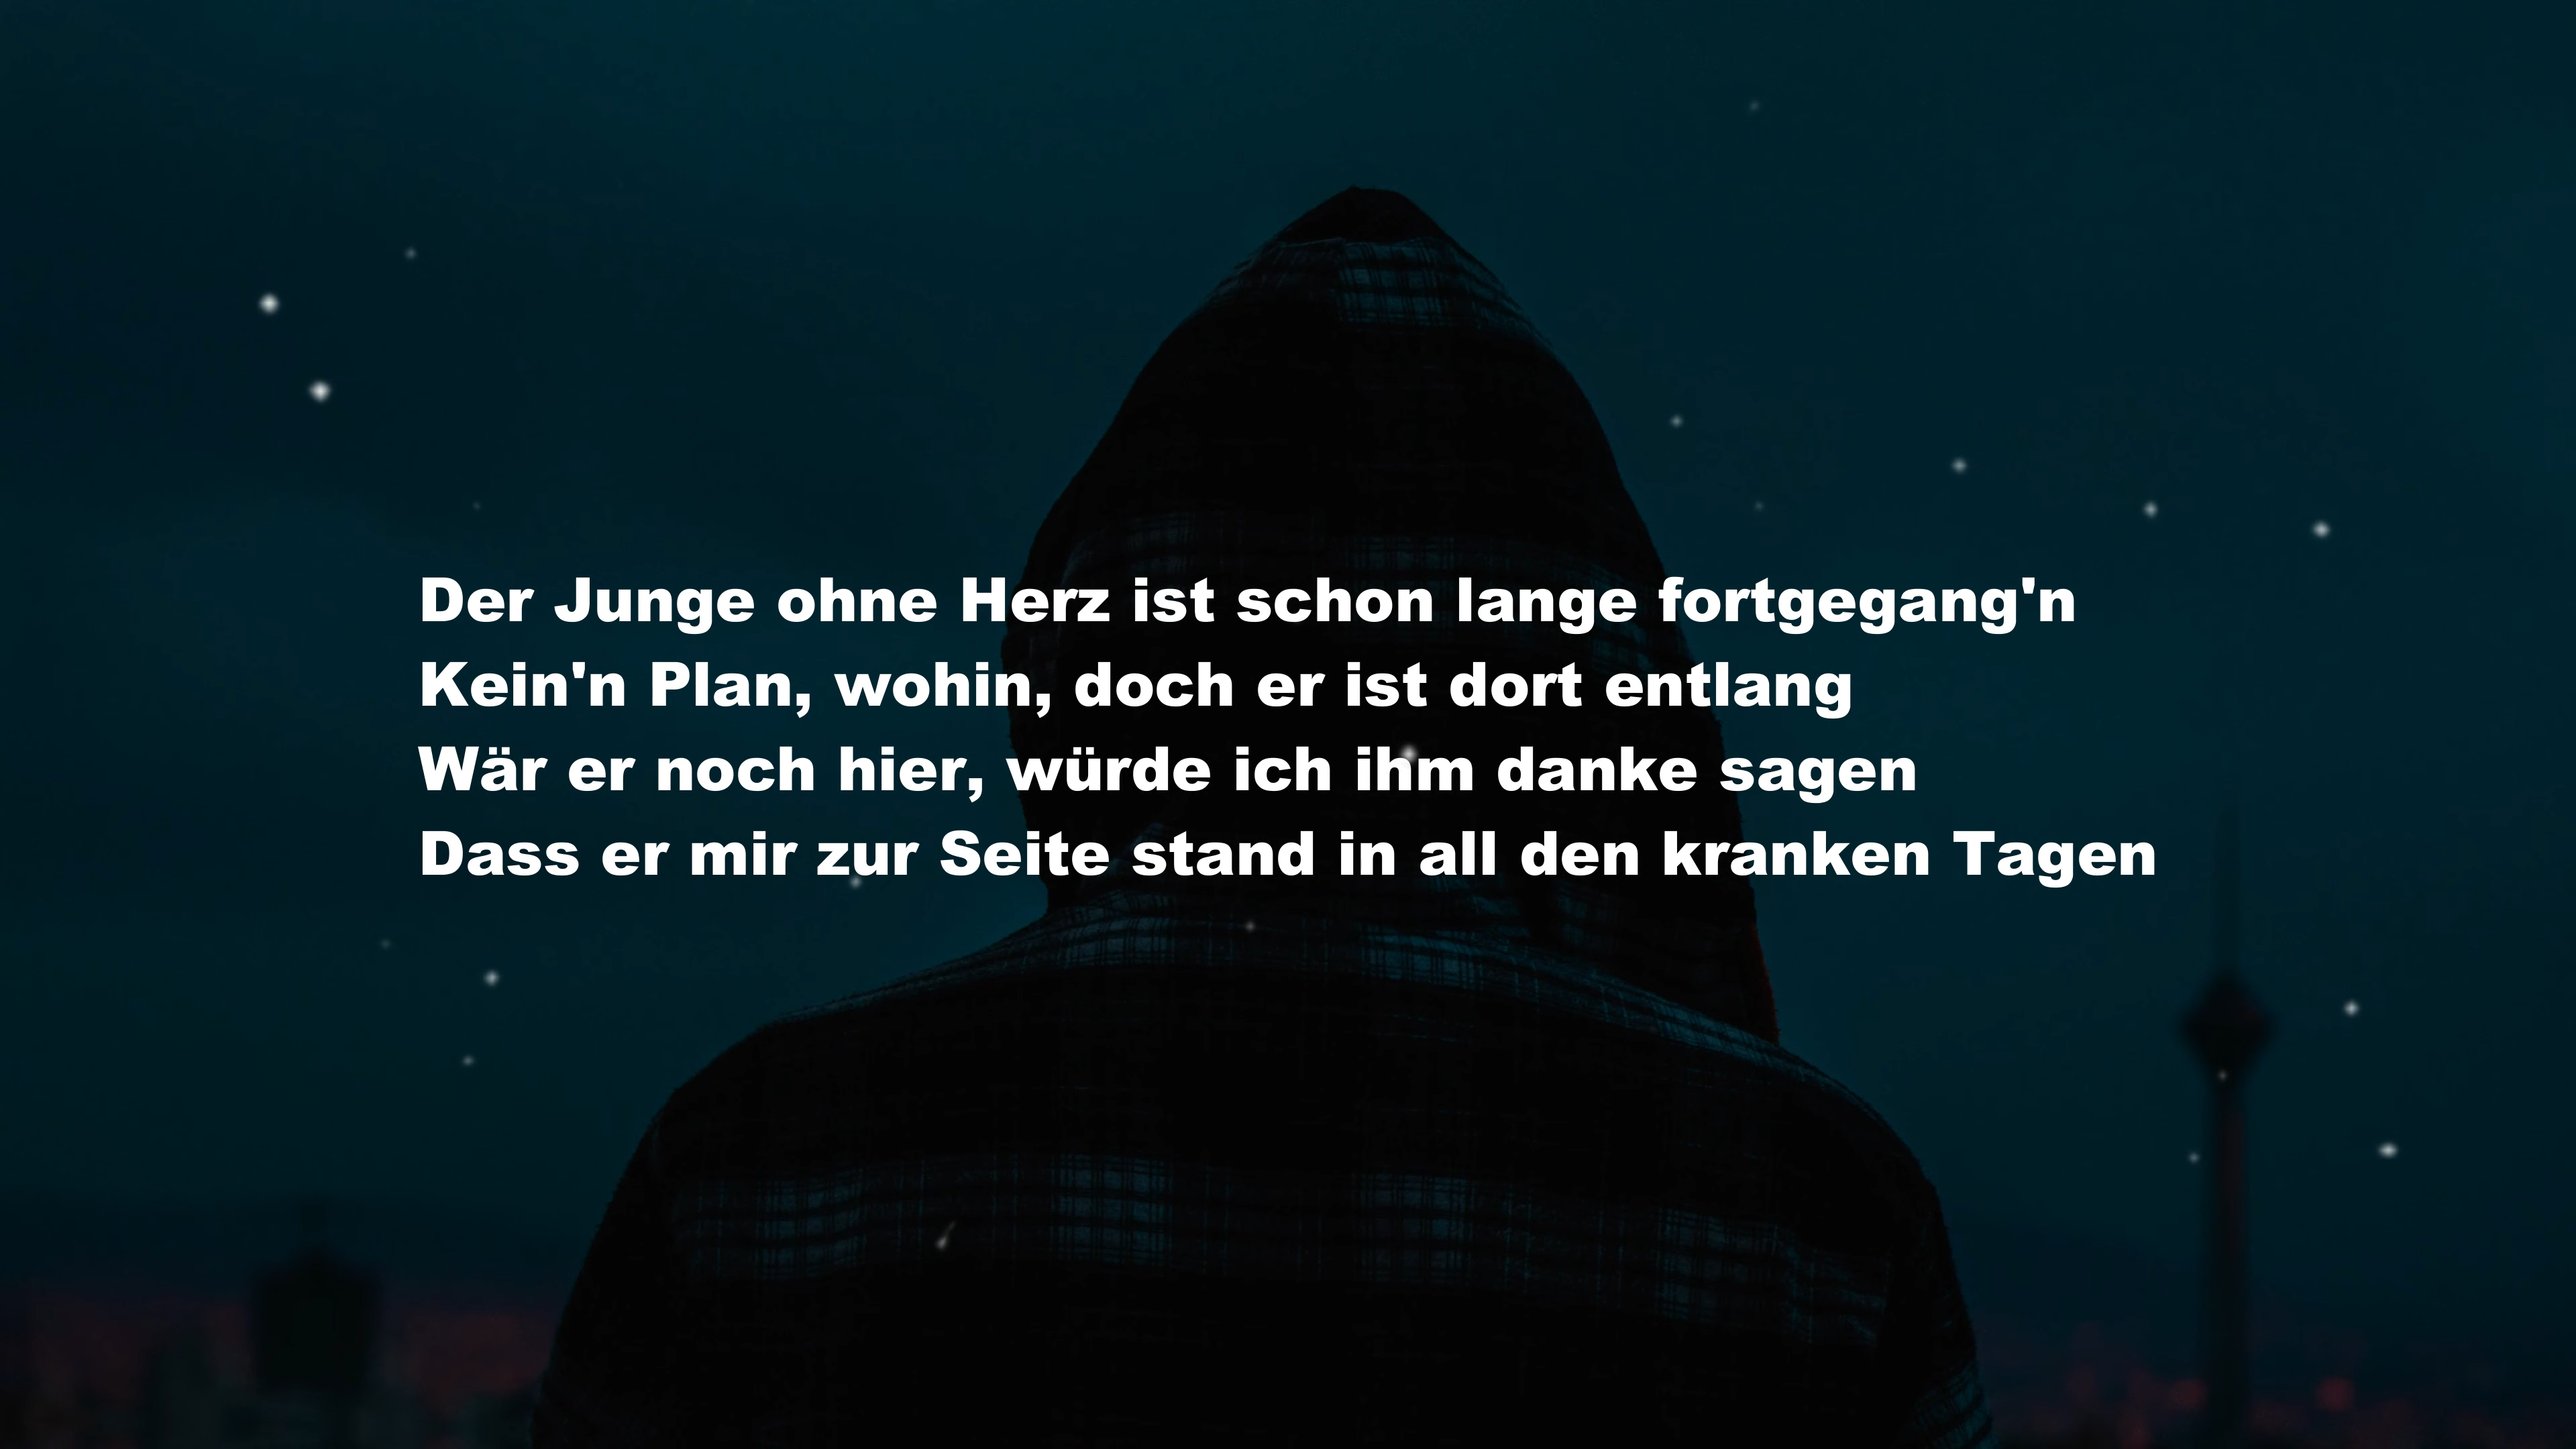 Der Junge ohne Herz ist schon lange fortgegang'n
Kein'n Plan, wohin, doch er ist dort entlang
Wär er noch hier, würde ich ihm danke sagen
Dass er mir zur Seite stand in all den kranken Tagen